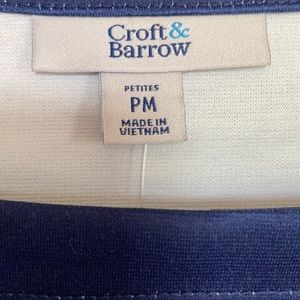 Croft&
Barrow
PETITES
PM
MADE IN
VIETNAM